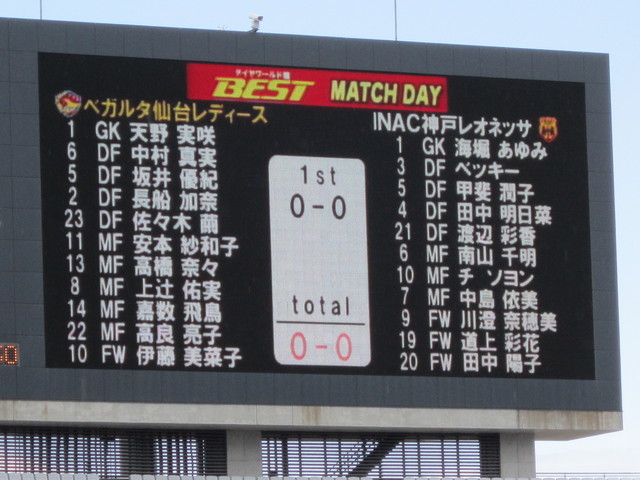 ダイヤワールド杯
BEST MATCH DAY
ベガルタ仙台レディース
1 GK 天野 実咲
6 DF 中村 真実
5 DF 坂井 優紀
2 DF 長船 加奈
23 DF 佐々木 繭
11 MF 安本 紗和子
13 MF 高橋 奈々
8 MF 上辻 佑実
14 MF 嘉数 飛鳥
22 MF 高良 亮子
10 FW 伊藤 美菜子
1st
0-0
total
0-0
INAC神戸レオネッサ
1 GK 海堀 あゆみ
3 DF ベッキー
5 DF 甲斐 潤子
4 DF 田中 明日菜
21 DF 渡辺 彩香
6 MF 南山 千明
10 MF チ ソヨン
7 MF 中島 依美
9 FW 川澄 奈穂美
19 FW 道上 彩花
20 FW 田中 陽子